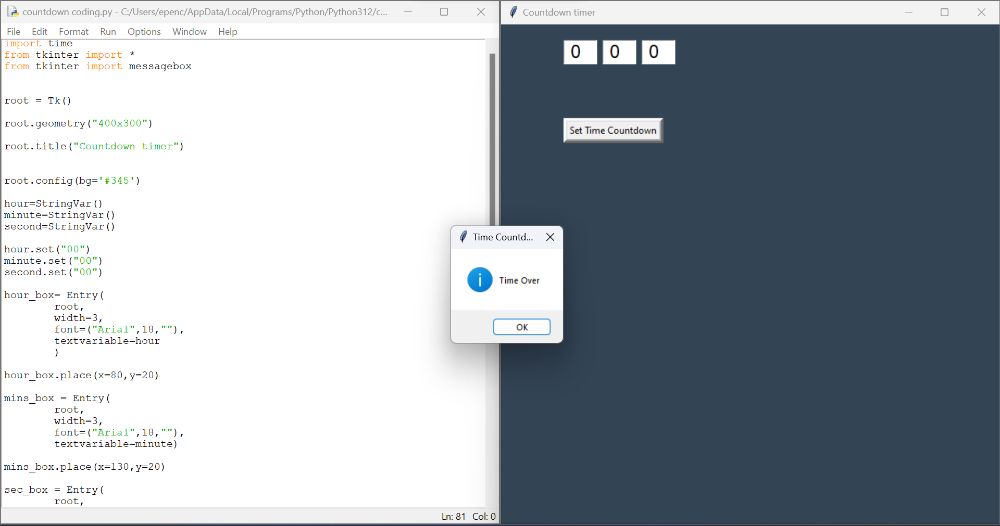 countdown coding.py - C:/Users/epenc/AppData/Local/Programs/Python/Python312/c...
File Edit Format Run Options Window Help
import time
from tkinter import *
from tkinter import messagebox
root = Tk()
root.geometry("400x300")
root.title("Countdown timer")
root.config(bg='#345')
hour=StringVar()
minute=StringVar()
second=StringVar()
hour.set("00")
minute.set("00")
second.set("00")
hour_box= Entry(
root,
width=3,
font=("Arial",18,""),
textvariable=hour
)
hour_box.place(x=80,y=20)
mins_box = Entry(
root,
width=3,
font=("Arial",18,""),
textvariable=minute)
mins_box.place(x=130,y=20)
sec_box = Entry(
root,
Ln: 81 Col: 0
Countdown timer
0 0 0
Set Time Countdown
Time Countd...
Time Over
OK